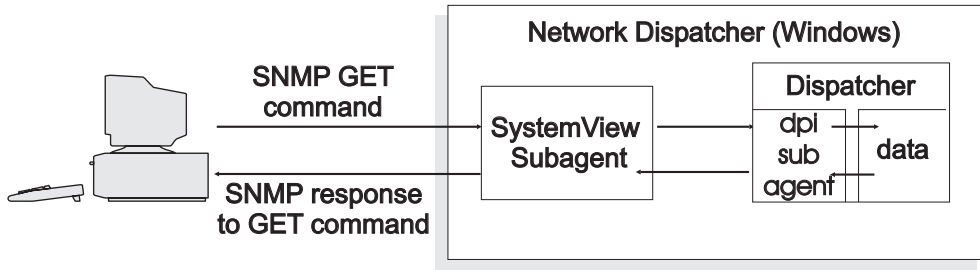 Network Dispatcher (Windows)
SNMP GET
command
SystemView
Subagent
Dispatcher
dpi
sub
agent
data
SNMP response
to GET command